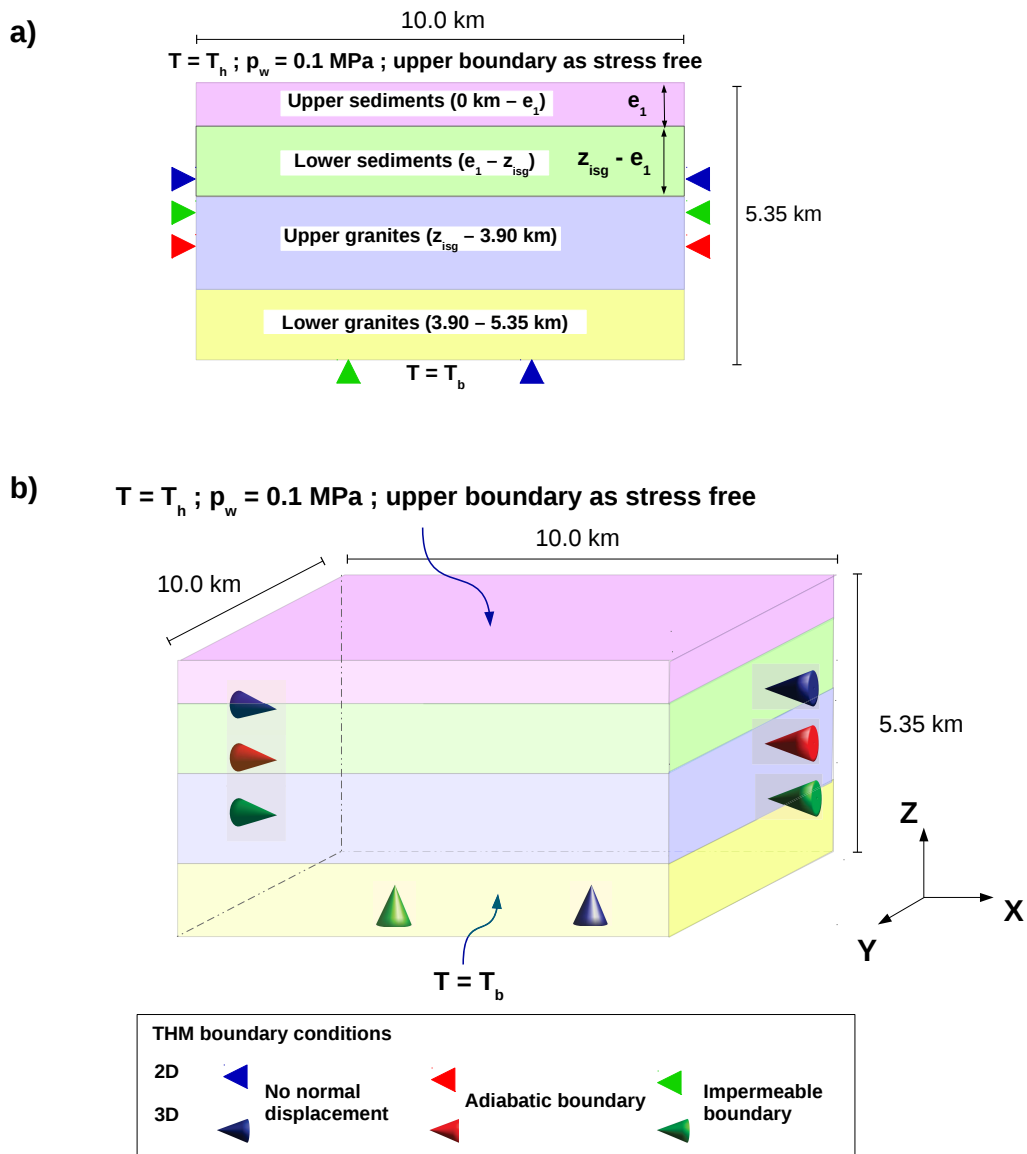 a)
10.0 km
T = Th ; pw = 0.1 MPa ; upper boundary as stress free
Upper sediments (0 km – e1)
e1
Lower sediments (e1 – zisg)
zisg - e1
5.35 km
Upper granites (zisg – 3.90 km)
Lower granites (3.90 – 5.35 km)
T = Tb
b)
T = Th ; pw = 0.1 MPa ; upper boundary as stress free
10.0 km
10.0 km
5.35 km
Z
X
Y
T = Tb
THM boundary conditions
2D
3D
No normal
displacement
Adiabatic boundary
Impermeable
boundary